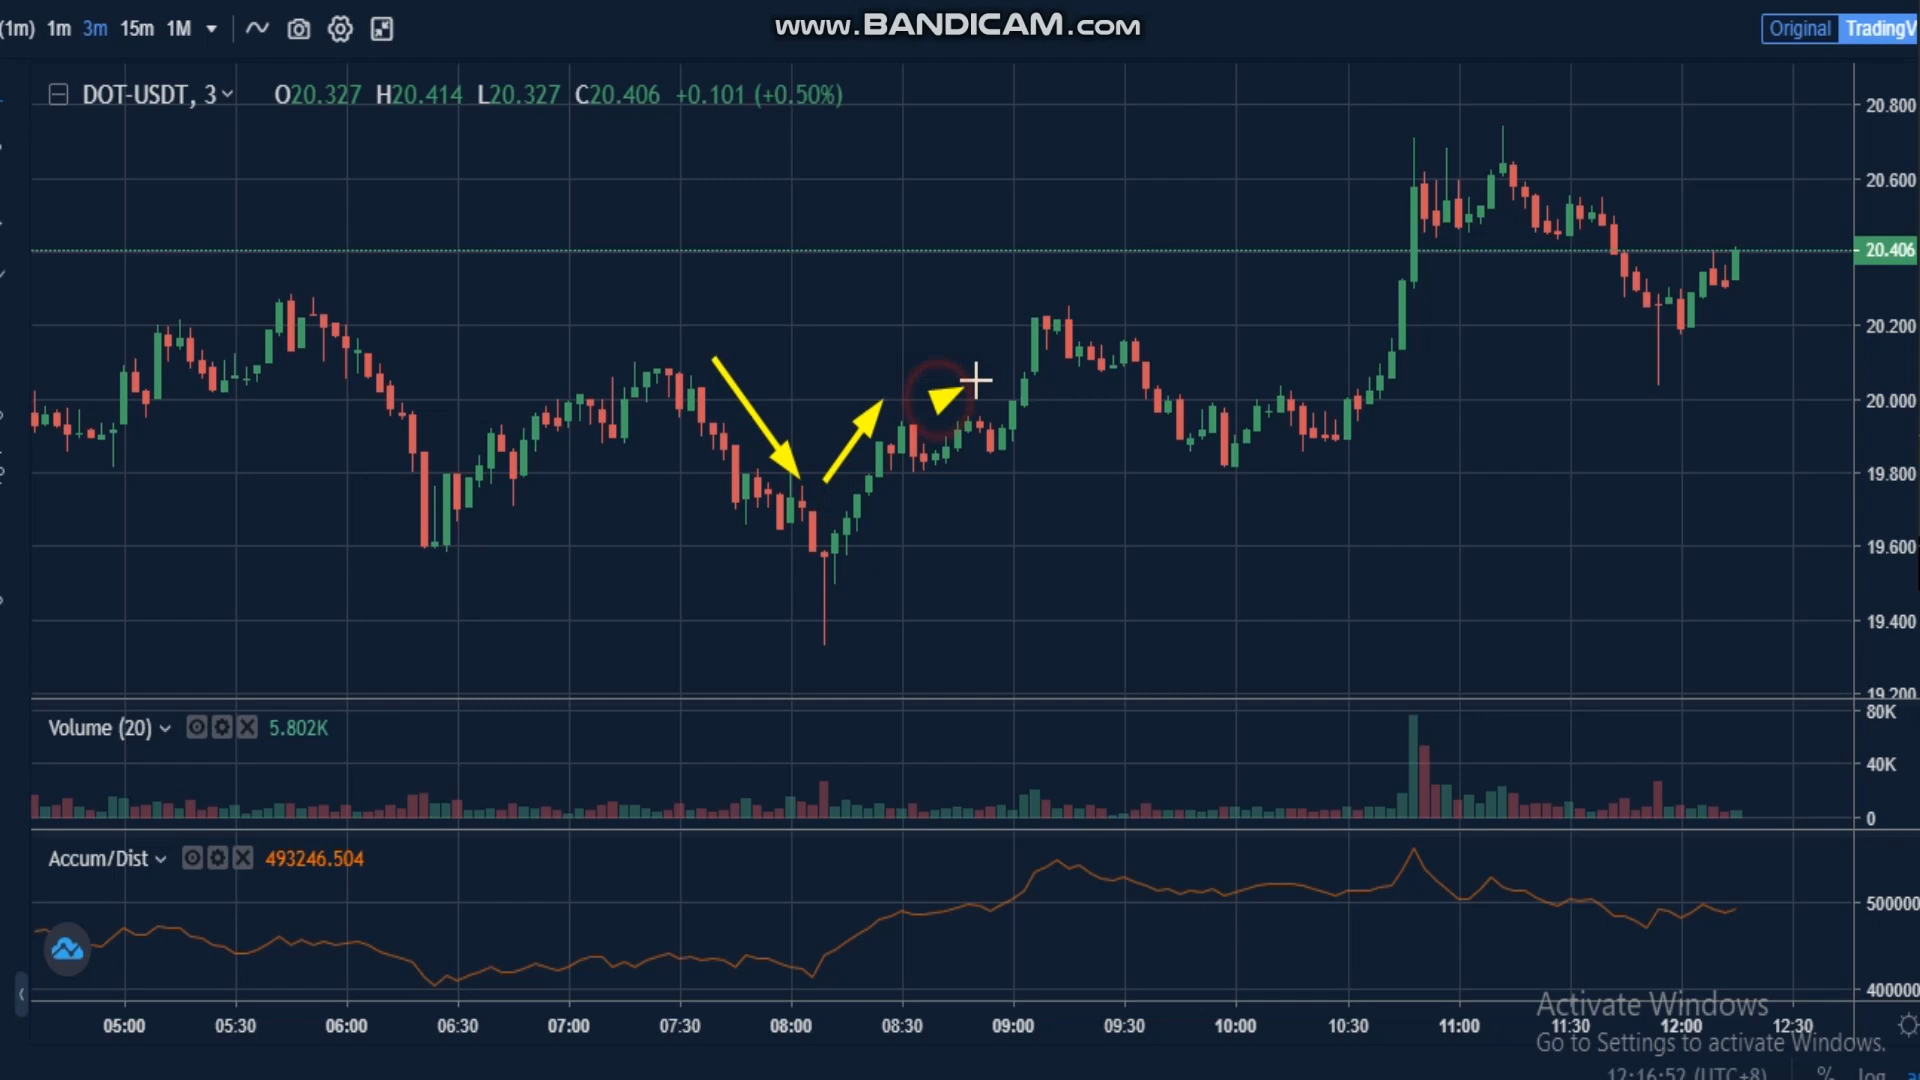 (1m) 1m 3m 15m 1M
www.BANDICAM.com
Original TradingV
DOT-USDT, 3 O20.327 H20.414 L20.327 C20.406 +0.101 (+0.50%)
20.800
20.600
20.406
20.200
20.000
19.800
19.600
19.400
19.200
Volume (20) 5.802K
80K
40K
0
Accum/Dist 493246.504
500000
400000
05:00 05:30 06:00 06:30 07:00 07:30 08:00 08:30 09:00 09:30 10:00 10:30 11:00 11:30 12:00 12:30
Activate Windows
Go to Settings to activate Windows.
12:16:52 (UTC+8) % log